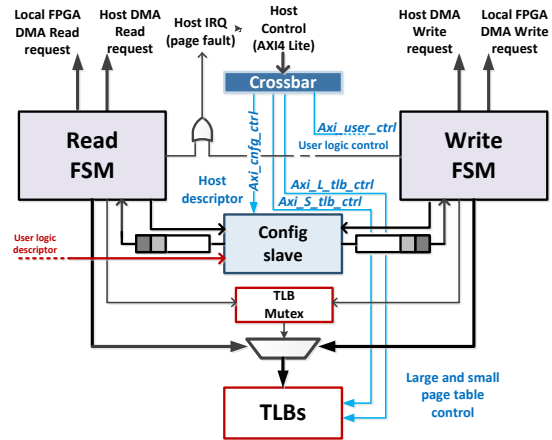 Local FPGA
DMA Read
request
Host DMA
Read
request
Host IRQ
(page fault)
Host
Control
(AXI4 Lite)
Host DMA
Write
request
Local FPGA
DMA Write
request
Crossbar
Read
FSM
Write
FSM
Axi_cnfg_ctrl
Axi_user_ctrl
User logic control
Axi_L_tlb_ctrl
Axi_S_tlb_ctrl
Host
descriptor
Config
slave
User logic
descriptor
TLB
Mutex
TLBs
Large and small
page table
control